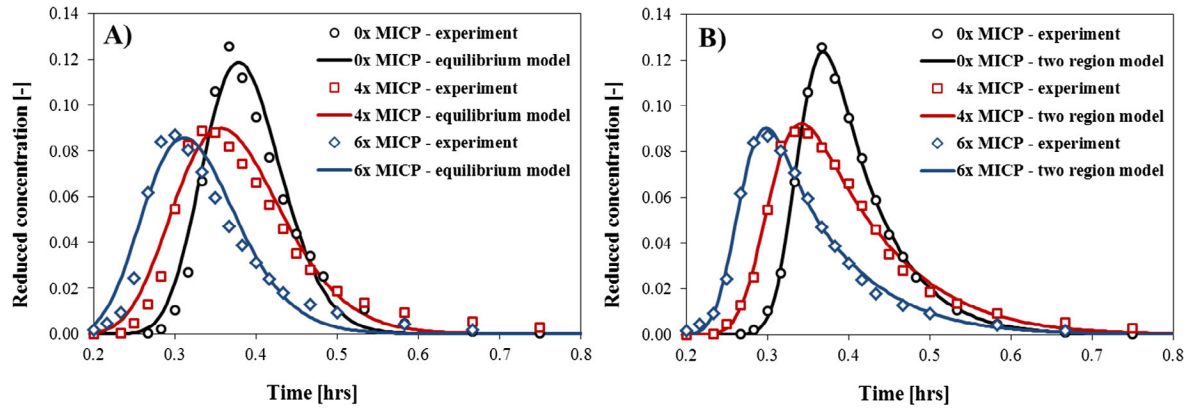 A)
0x MICP - experiment
0x MICP - equilibrium model
4x MICP - experiment
4x MICP - equilibrium model
6x MICP - experiment
6x MICP - equilibrium model
Reduced concentration [-]
0.14
0.12
0.10
0.08
0.06
0.04
0.02
0.00
0.2 0.3 0.4 0.5 0.6 0.7 0.8
Time [hrs]
B)
0x MICP - experiment
0x MICP - two region model
4x MICP - experiment
4x MICP - two region model
6x MICP - experiment
6x MICP - two region model
Reduced concentration [-]
0.14
0.12
0.10
0.08
0.06
0.04
0.02
0.00
0.2 0.3 0.4 0.5 0.6 0.7 0.8
Time [hrs]